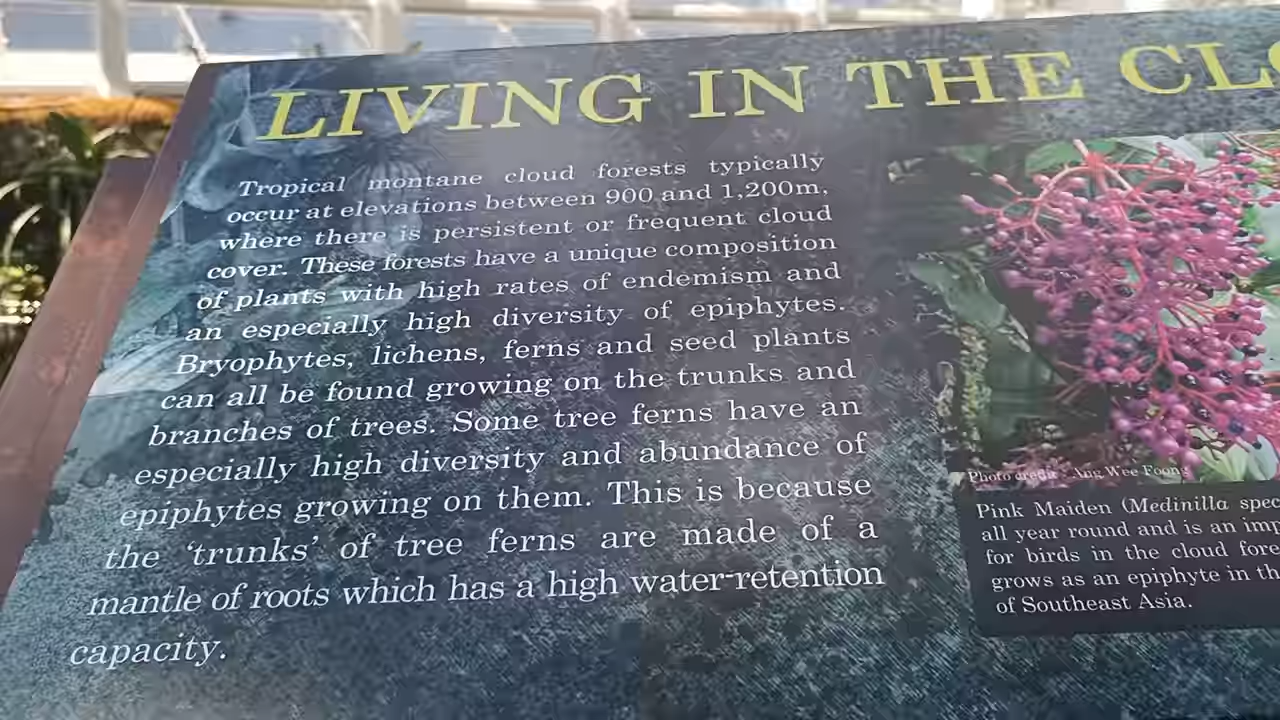 LIVING IN THE
Tropical montane cloud forests typically
occur at elevations between 900 and 1,200m,
where there is persistent or frequent cloud
cover. These forests have a unique composition
of plants with high rates of endemism and
an especially high diversity of epiphytes.
Bryophytes, lichens, ferns and seed plants
can all be found growing on the trunks and
branches of trees. Some tree ferns have an
especially high diversity and abundance of
epiphytes growing on them. This is because
the ‘trunks’ of tree ferns are made of a
mantle of roots which has a high water-retention
capacity.
Photo credit : Ang Wee Foong
Pink Maiden (Medinilla
all year round and is an
for birds in the cloud
grows as an epiphyte in
of Southeast Asia.